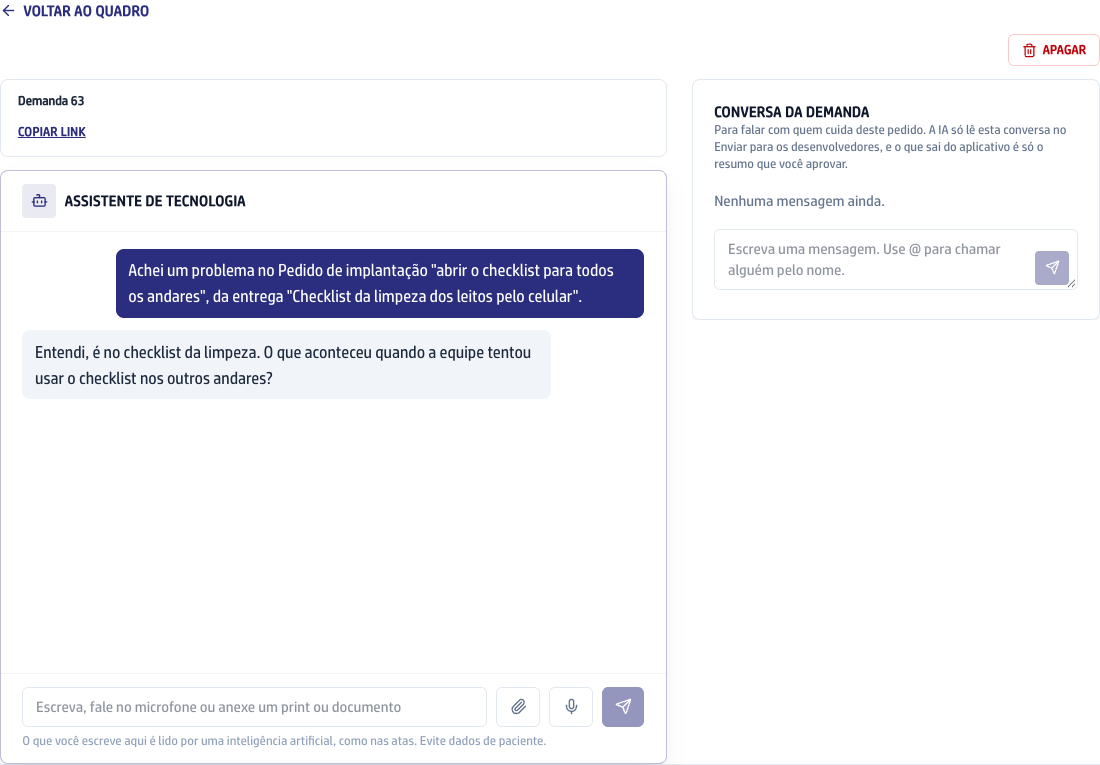 VOLTAR AO QUADRO
APAGAR
Demanda 63
COPIAR LINK
ASSISTENTE DE TECNOLOGIA
Achei um problema no Pedido de implantação "abrir o checklist para todos
os andares", da entrega "Checklist da limpeza dos leitos pelo celular".
Entendi, é no checklist da limpeza. O que aconteceu quando a equipe tentou
usar o checklist nos outros andares?
Escreva, fale no microfone ou anexe um print ou documento
O que você escreve aqui é lido por uma inteligência artificial, como nas atas. Evite dados de paciente.
CONVERSA DA DEMANDA
Para falar com quem cuida deste pedido. A IA só lê esta conversa no
Enviar para os desenvolvedores, e o que sai do aplicativo é só o
resumo que você aprovar.
Nenhuma mensagem ainda.
Escreva uma mensagem. Use @ para chamar
alguém pelo nome.